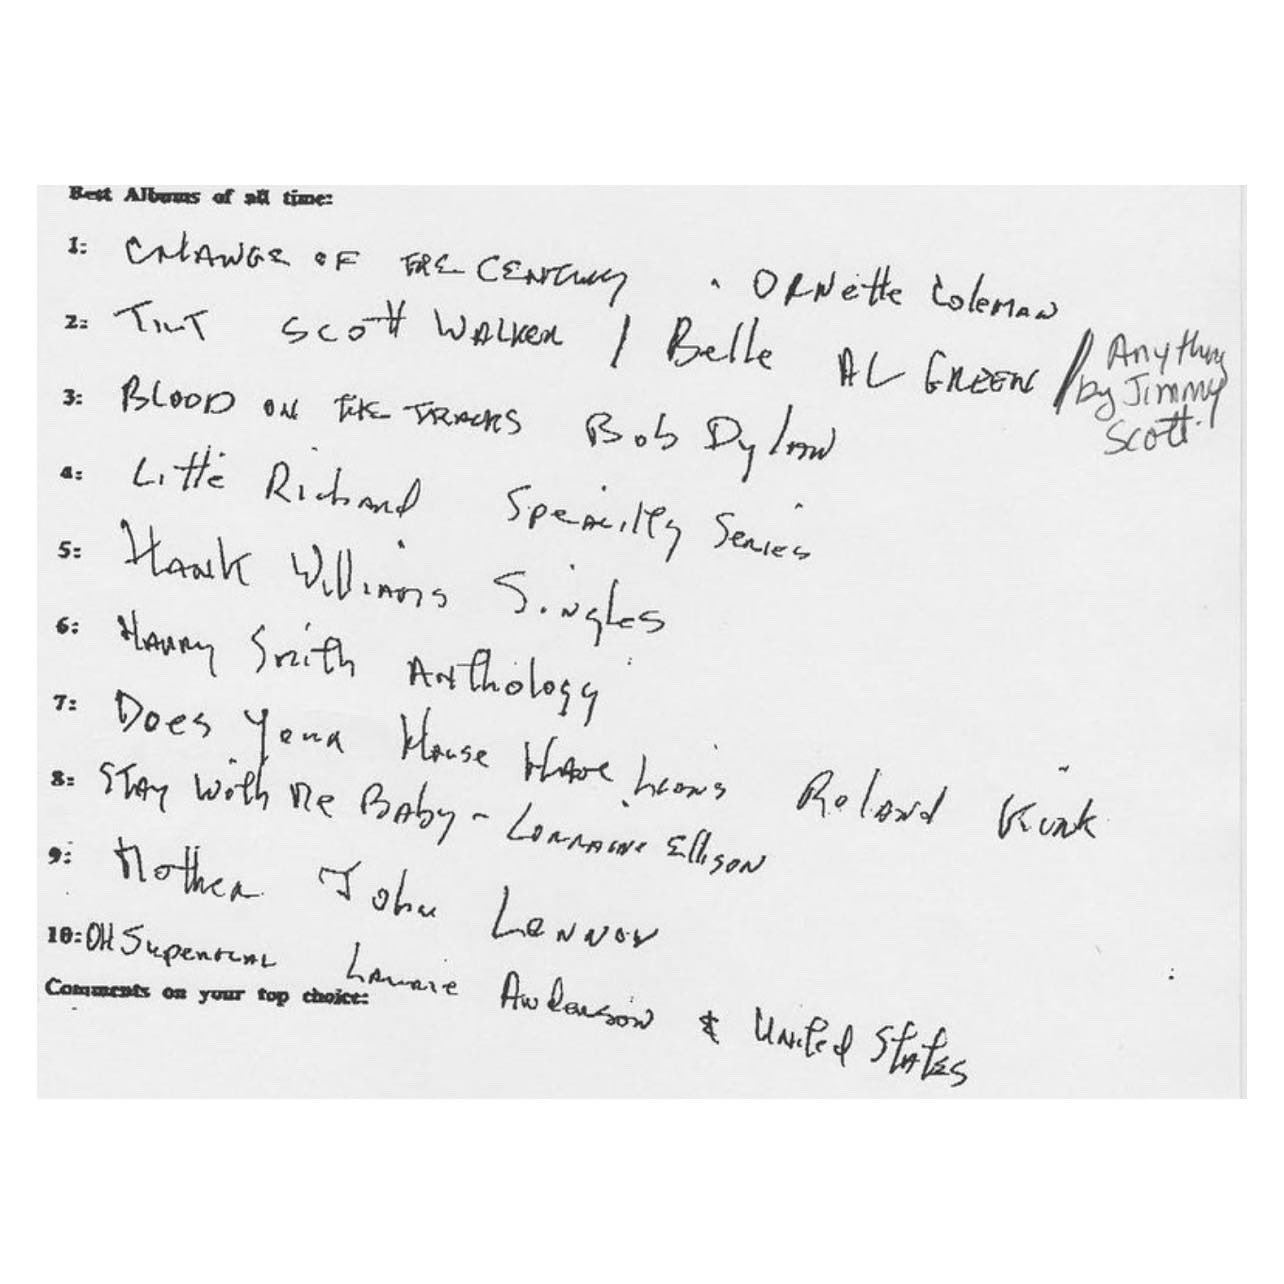 Best Albums of all time:
1: CHANGE OF THE CENTURY . ORNette Coleman
2: TILT SCOTT WALKER / Belle AL GREEN / Anything by Jimmy Scott.
3: BLOOD ON THE TRACKS Bob Dylan
4: Little Richard Speciality Series
5: Hank Williams Singles
6: Harry Smith Anthology
7: Does Your House Have Lions Roland Kirk
8: STAY With Me Baby - Lorraine Ellison
9: Mother John Lennon
10: OH Superman Laurie Anderson & United States
Comments on your top choice: